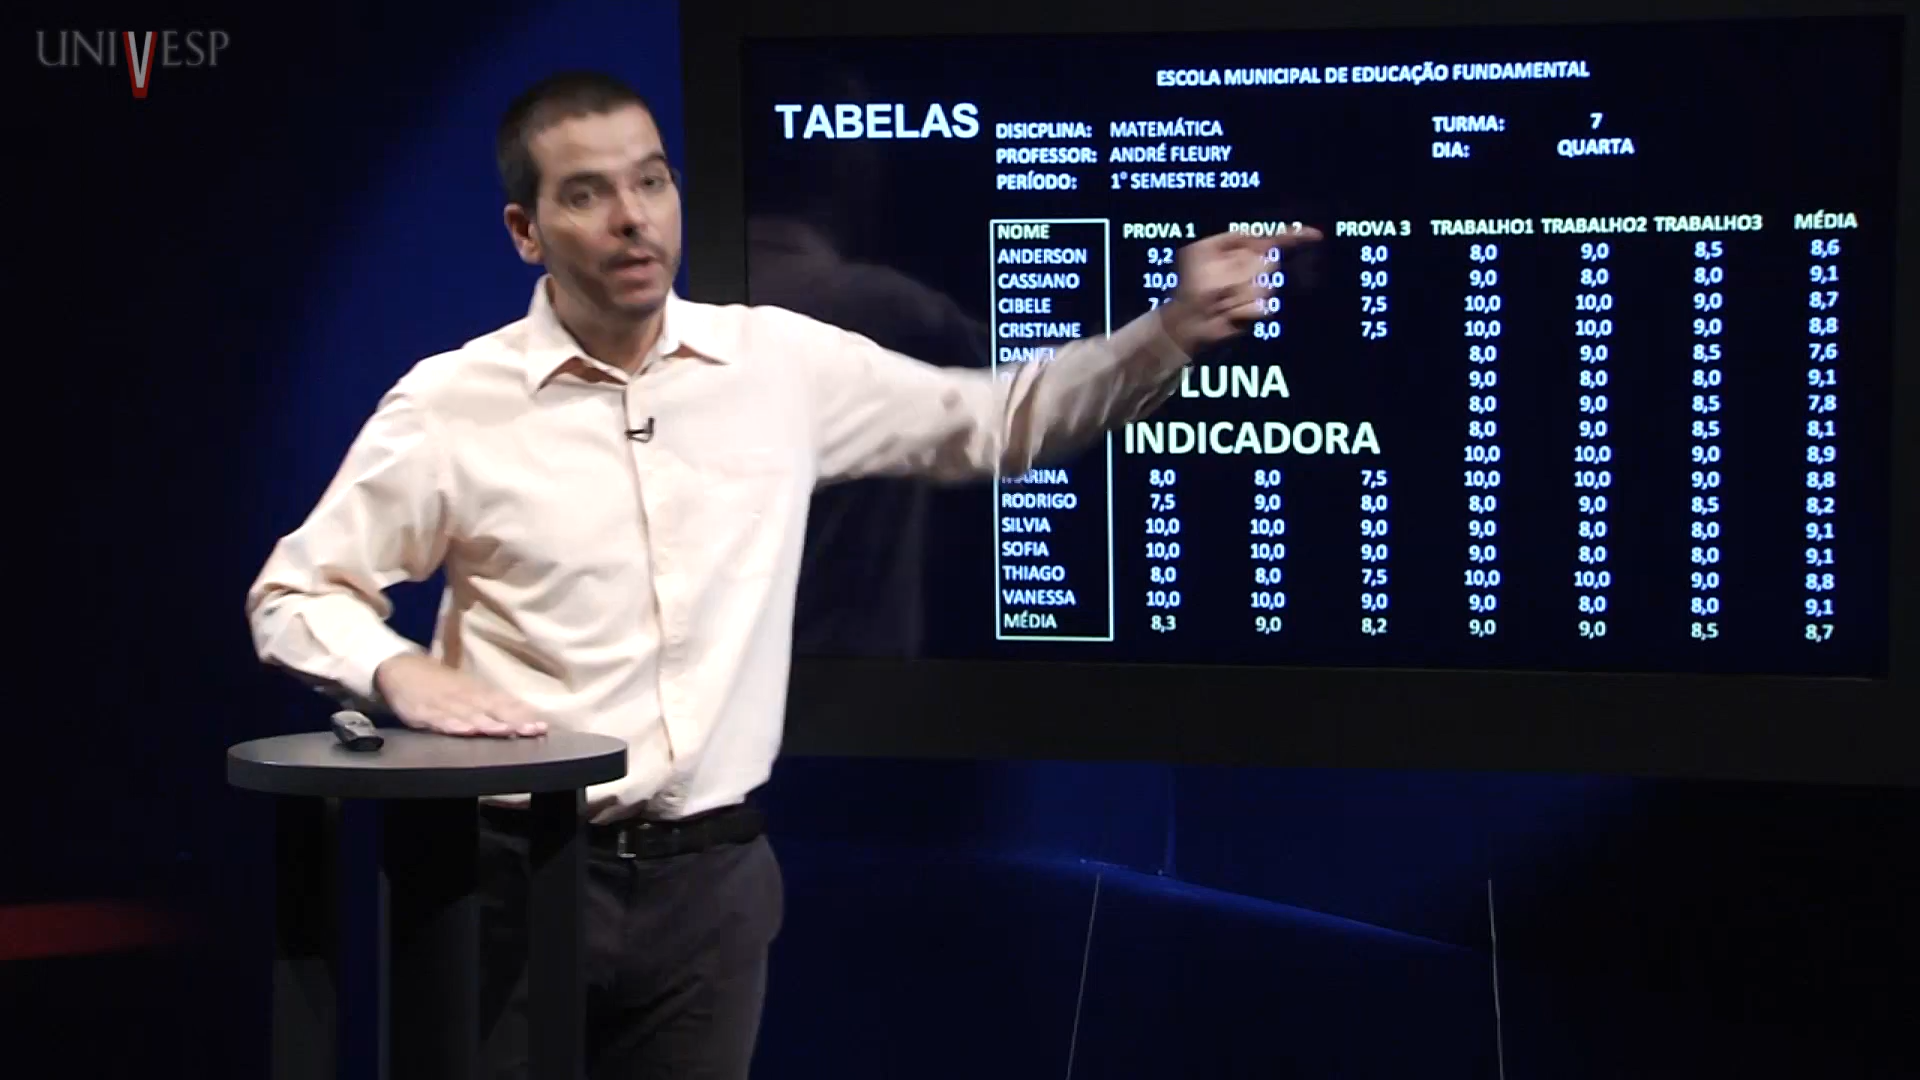 UNIVESP
ESCOLA MUNICIPAL DE EDUCAÇÃO FUNDAMENTAL
TABELAS
DISICPLINA: MATEMÁTICA TURMA: 7
PROFESSOR: ANDRÉ FLEURY DIA: QUARTA
PERÍODO: 1° SEMESTRE 2014
NOME PROVA 1 PROVA 2 PROVA 3 TRABALHO1 TRABALHO2 TRABALHO3 MÉDIA
ANDERSON 9,2 8,0 8,0 9,0 8,5 8,6
CASSIANO 10,0 9,0 9,0 8,0 8,0 9,1
CIBELE 7,5 10,0 10,0 9,0 8,7
CRISTIANE 8,0 7,5 10,0 10,0 9,0 8,8
8,0 9,0 8,5 7,6
9,0 8,0 8,0 9,1
8,0 9,0 8,5 7,8
8,0 9,0 8,5 8,1
INDICADORA 10,0 10,0 9,0 8,9
MARINA 8,0 8,0 7,5 10,0 10,0 9,0 8,8
RODRIGO 7,5 9,0 8,0 8,0 9,0 8,5 8,2
SILVIA 10,0 10,0 9,0 9,0 8,0 8,0 9,1
SOFIA 10,0 10,0 9,0 9,0 8,0 8,0 9,1
THIAGO 8,0 8,0 7,5 10,0 10,0 9,0 8,8
VANESSA 10,0 10,0 9,0 9,0 8,0 8,0 9,1
MÉDIA 8,3 9,0 8,2 9,0 9,0 8,5 8,7